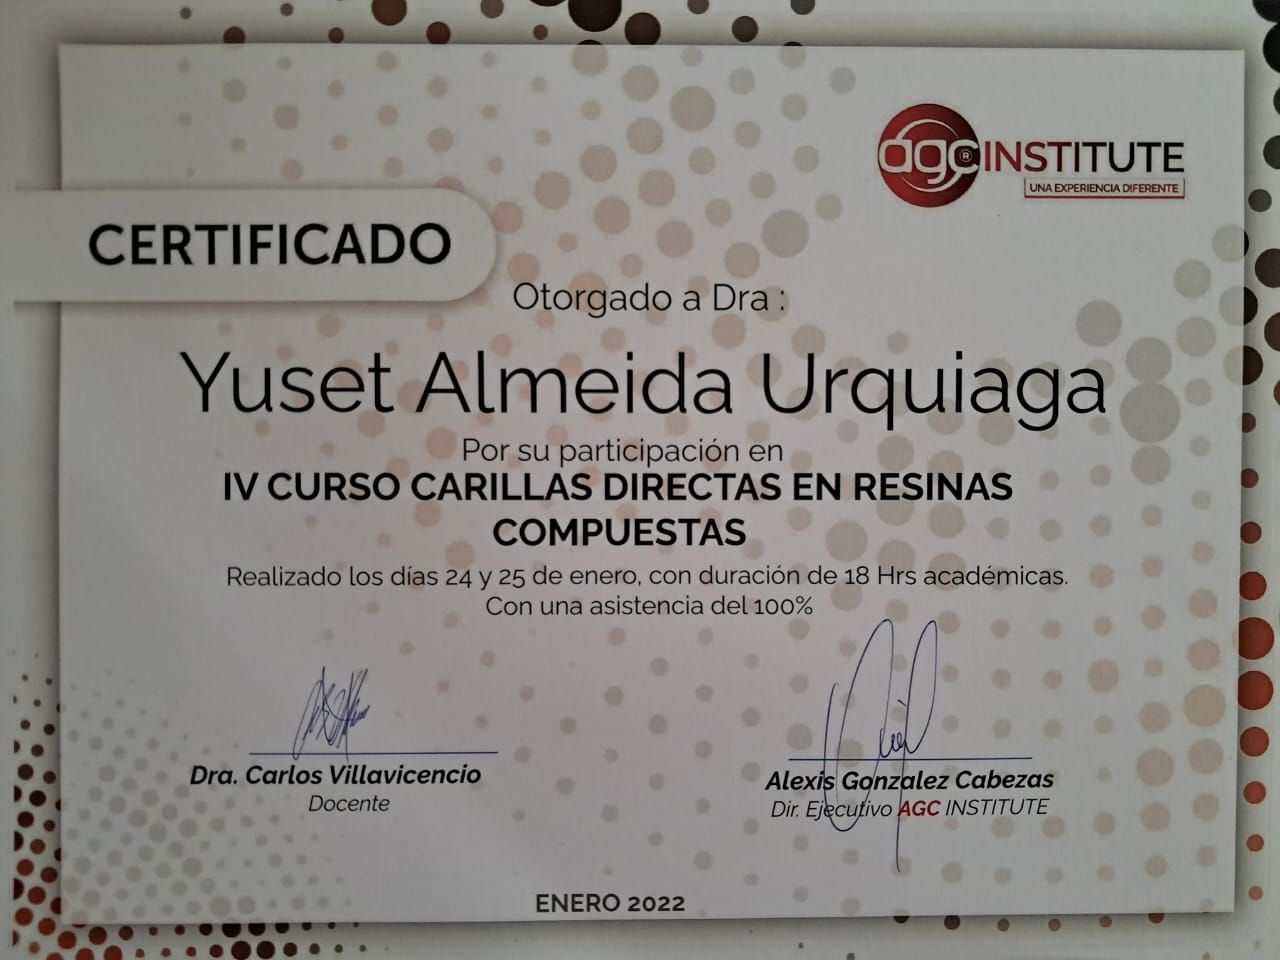 agc® INSTITUTE
UNA EXPERIENCIA DIFERENTE
CERTIFICADO
Otorgado a Dra :
Yuset Almeida Urquiaga
Por su participación en
IV CURSO CARILLAS DIRECTAS EN RESINAS
COMPUESTAS
Realizado los días 24 y 25 de enero, con duración de 18 Hrs académicas.
Con una asistencia del 100%
Dra. Carlos Villavicencio
Docente
Alexis Gonzalez Cabezas
Dir. Ejecutivo AGC INSTITUTE
ENERO 2022